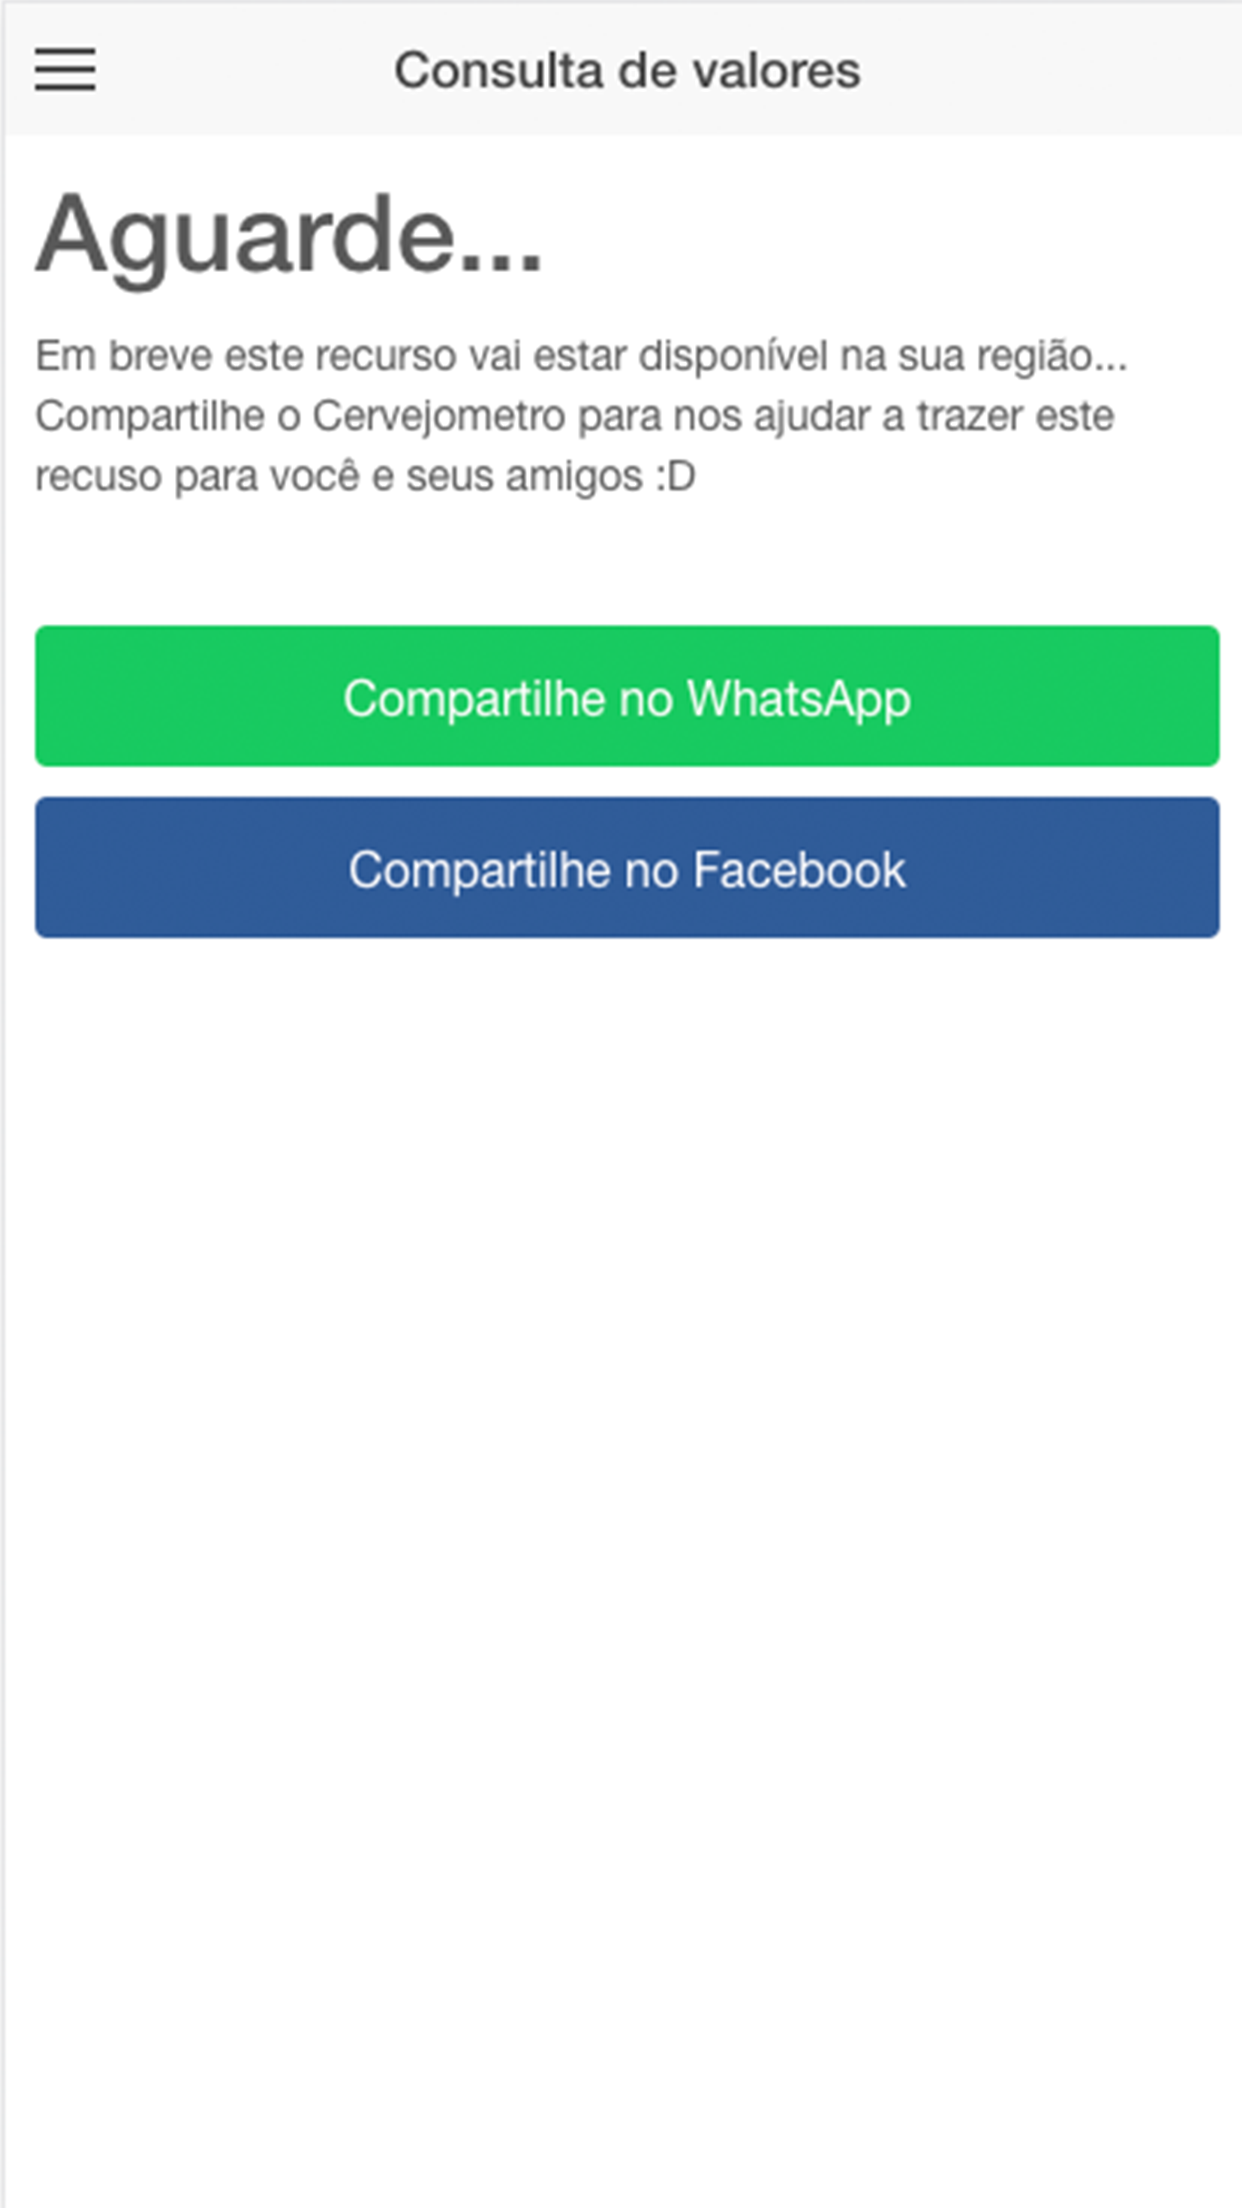 Consulta de valores
Aguarde...
Em breve este recurso vai estar disponível na sua região...
Compartilhe o Cervejometro para nos ajudar a trazer este
recuso para você e seus amigos :D
Compartilhe no WhatsApp
Compartilhe no Facebook